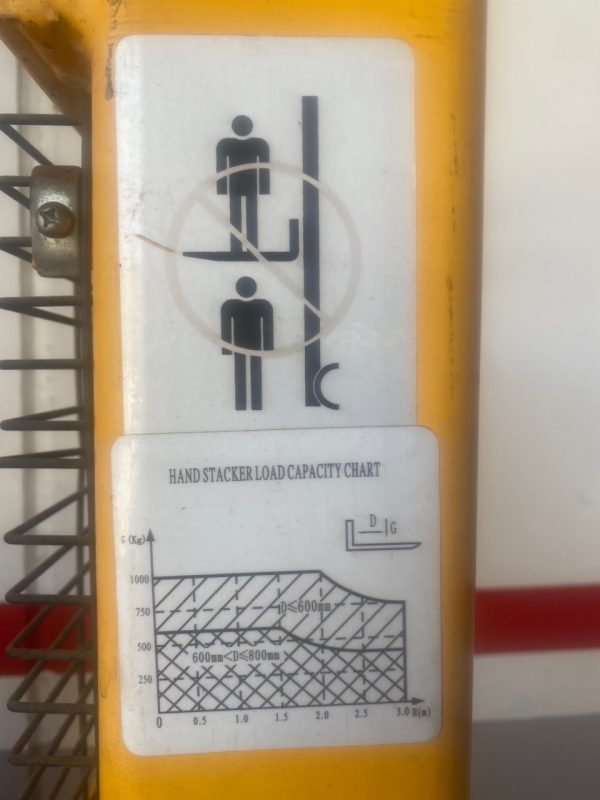 HAND STACKER LOAD CAPACITY CHART
D
G
G (Kg)
1000
750
500
250
D≤600mm
600mm<D≤800mm
0 0.5 1.0 1.5 2.0 2.5 3.0 H(m)